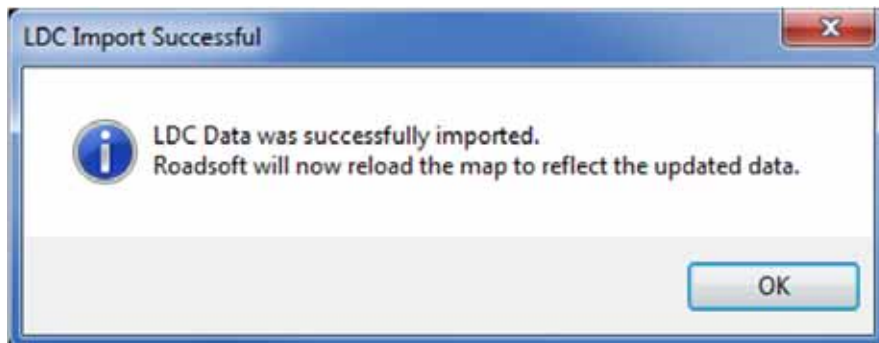 LDC Import Successful
LDC Data was successfully imported.
Roadsoft will now reload the map to reflect the updated data.
OK